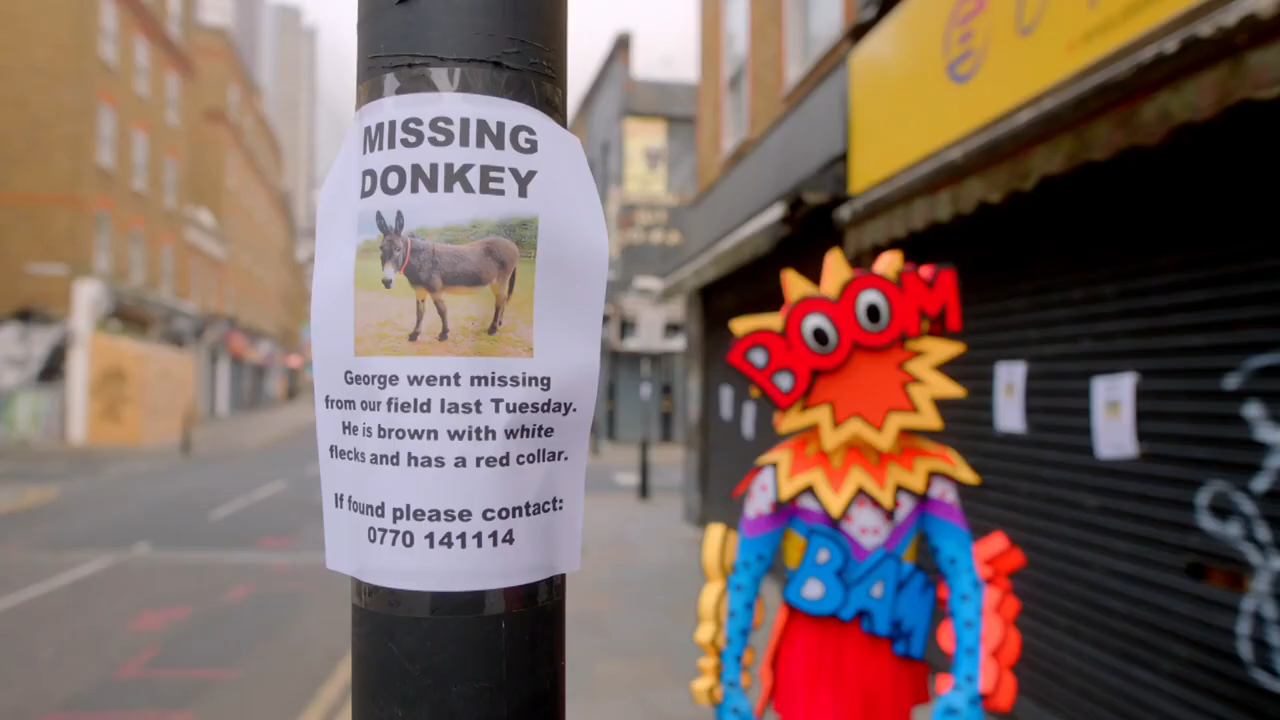 MISSING
DONKEY
George went missing
from our field last Tuesday.
He is brown with white
flecks and has a red collar.
If found please contact:
0770 141114
BOOM
BAM